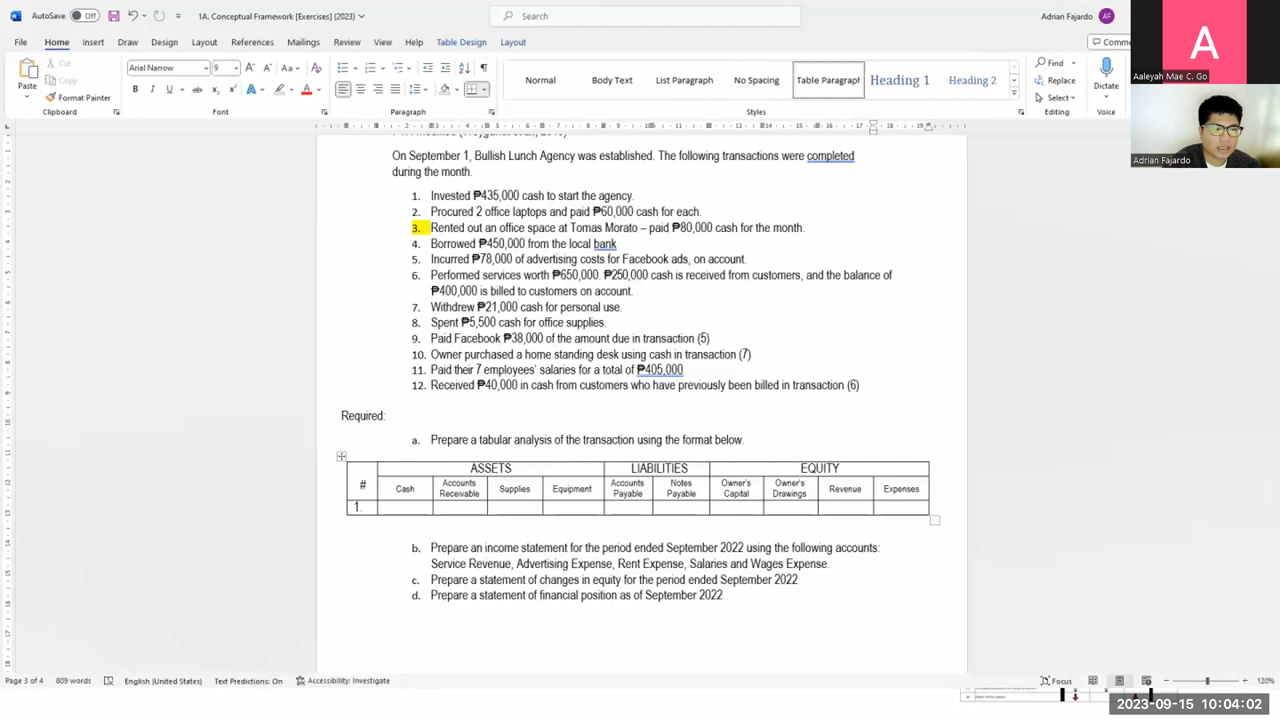 AutoSave Off 1A. Conceptual Framework [Exercises] (2023) Search Adrian Fajardo AF
File Home Insert Draw Design Layout References Mailings Review View Help Table Design Layout
Paste Cut Copy Format Painter Arial Narrow 9 Normal Body Text List Paragraph No Spacing Table Paragraph Heading 1 Heading 2 Find Replace Select Dictate
Clipboard Font Paragraph Styles Editing Voice
A
Aaleyah Mae C. Go
Adrian Fajardo
On September 1, Bullish Lunch Agency was established. The following transactions were completed
during the month.
1. Invested ₱435,000 cash to start the agency.
2. Procured 2 office laptops and paid ₱60,000 cash for each.
3. Rented out an office space at Tomas Morato – paid ₱80,000 cash for the month.
4. Borrowed ₱450,000 from the local bank
5. Incurred ₱78,000 of advertising costs for Facebook ads, on account.
6. Performed services worth ₱650,000. ₱250,000 cash is received from customers, and the balance of
₱400,000 is billed to customers on account.
7. Withdrew ₱21,000 cash for personal use.
8. Spent ₱5,500 cash for office supplies.
9. Paid Facebook ₱38,000 of the amount due in transaction (5)
10. Owner purchased a home standing desk using cash in transaction (7)
11. Paid their 7 employees' salaries for a total of ₱405,000
12. Received ₱40,000 in cash from customers who have previously been billed in transaction (6)
Required:
a. Prepare a tabular analysis of the transaction using the format below.
ASSETS LIABILITIES EQUITY
# Cash Accounts Receivable Supplies Equipment Accounts Payable Notes Payable Owner's Capital Owner's Drawings Revenue Expenses
1.
b. Prepare an income statement for the period ended September 2022 using the following accounts:
Service Revenue, Advertising Expense, Rent Expense, Salaries and Wages Expense.
c. Prepare a statement of changes in equity for the period ended September 2022
d. Prepare a statement of financial position as of September 2022
Page 3 of 4 809 words English (United States) Text Predictions: On Accessibility: Investigate Focus 120%
2023-09-15 10:04:02